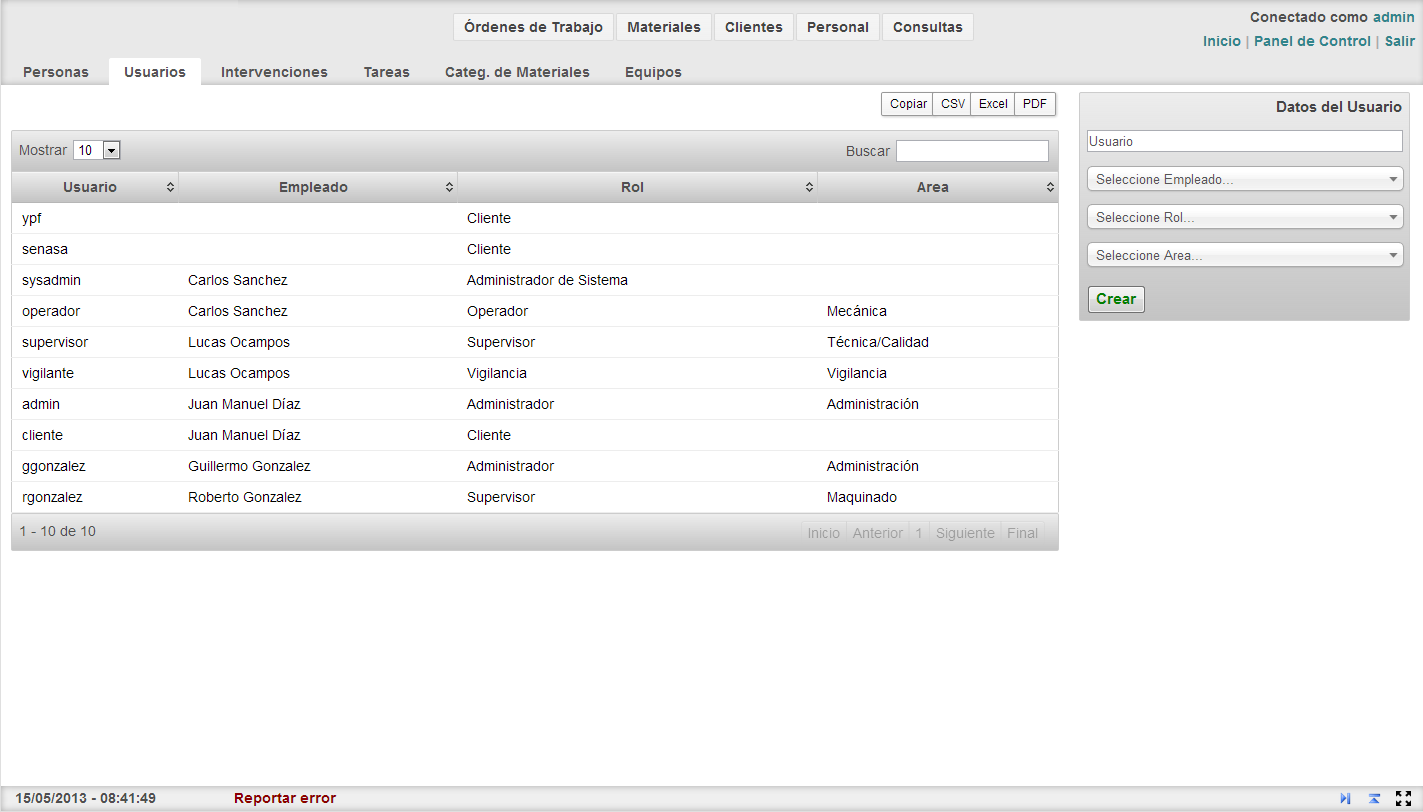 Órdenes de Trabajo Materiales Clientes Personal Consultas
Conectado como admin
Inicio | Panel de Control | Salir
Personas Usuarios Intervenciones Tareas Categ. de Materiales Equipos
Copiar CSV Excel PDF
Mostrar 10 Buscar
Usuario Empleado Rol Area
ypf Cliente
senasa Cliente
sysadmin Carlos Sanchez Administrador de Sistema
operador Carlos Sanchez Operador Mecánica
supervisor Lucas Ocampos Supervisor Técnica/Calidad
vigilante Lucas Ocampos Vigilancia Vigilancia
admin Juan Manuel Díaz Administrador Administración
cliente Juan Manuel Díaz Cliente
ggonzalez Guillermo Gonzalez Administrador Administración
rgonzalez Roberto Gonzalez Supervisor Maquinado
1 - 10 de 10 Inicio Anterior 1 Siguiente Final
Datos del Usuario
Usuario
Seleccione Empleado...
Seleccione Rol...
Seleccione Area...
Crear
15/05/2013 - 08:41:49 Reportar error